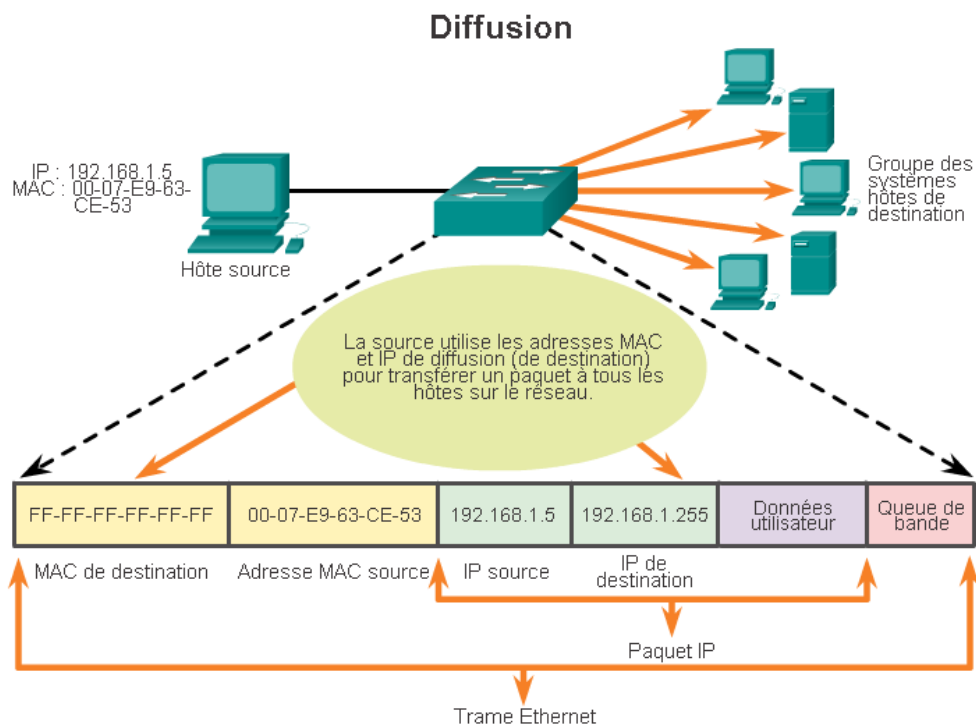 Diffusion
IP : 192.168.1.5
MAC : 00-07-E9-63-
CE-53
Hôte source
Groupe des
systèmes
hôtes de
destination
La source utilise les adresses MAC
et IP de diffusion (de destination)
pour transférer un paquet à tous les
hôtes sur le réseau.
FF-FF-FF-FF-FF-FF
00-07-E9-63-CE-53
192.168.1.5
192.168.1.255
Données
utilisateur
Queue de
bande
MAC de destination
Adresse MAC source
IP source
IP de
destination
Paquet IP
Trame Ethernet